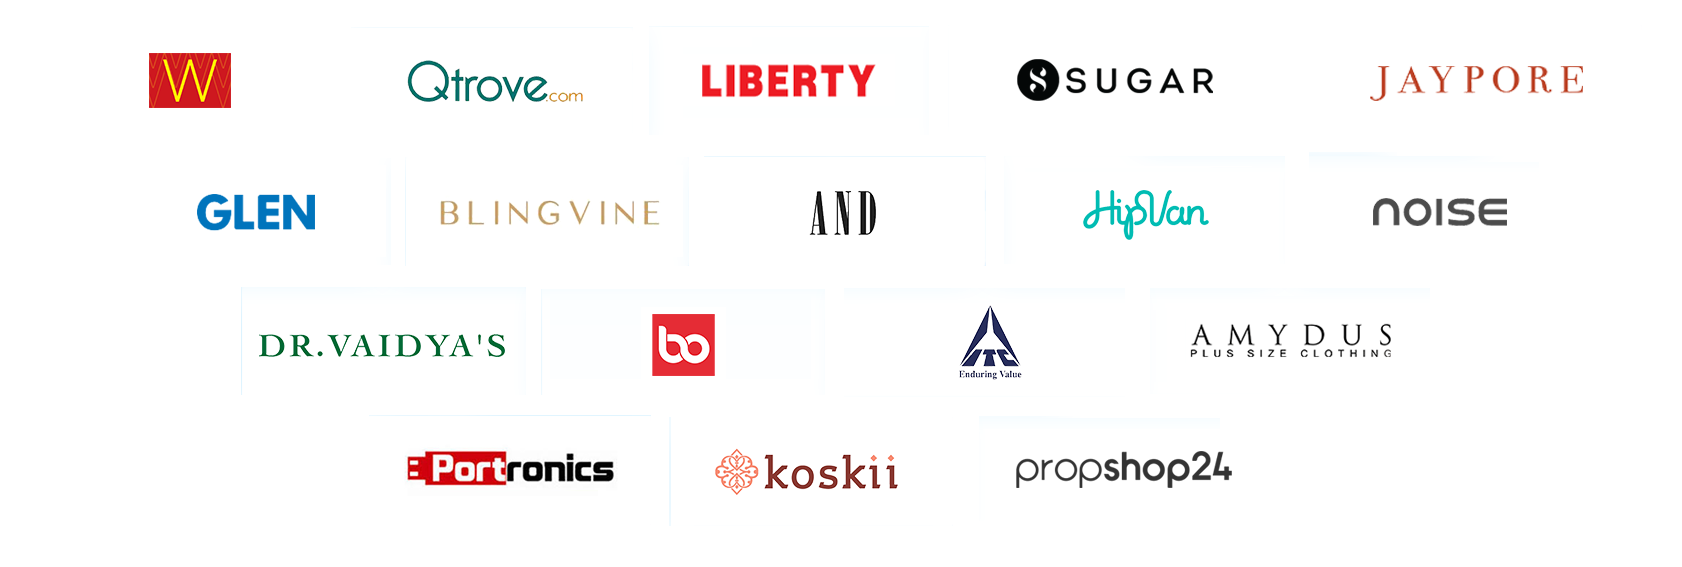 W
Qtrove.com
LIBERTY
S SUGAR
JAYPORE
GLEN
BLINGVINE
AND
HipVan
noise
DR.VAIDYA'S
bo
ITC
Enduring Value
AMYDUS
PLUS SIZE CLOTHING
Portronics
koskii
propshop24